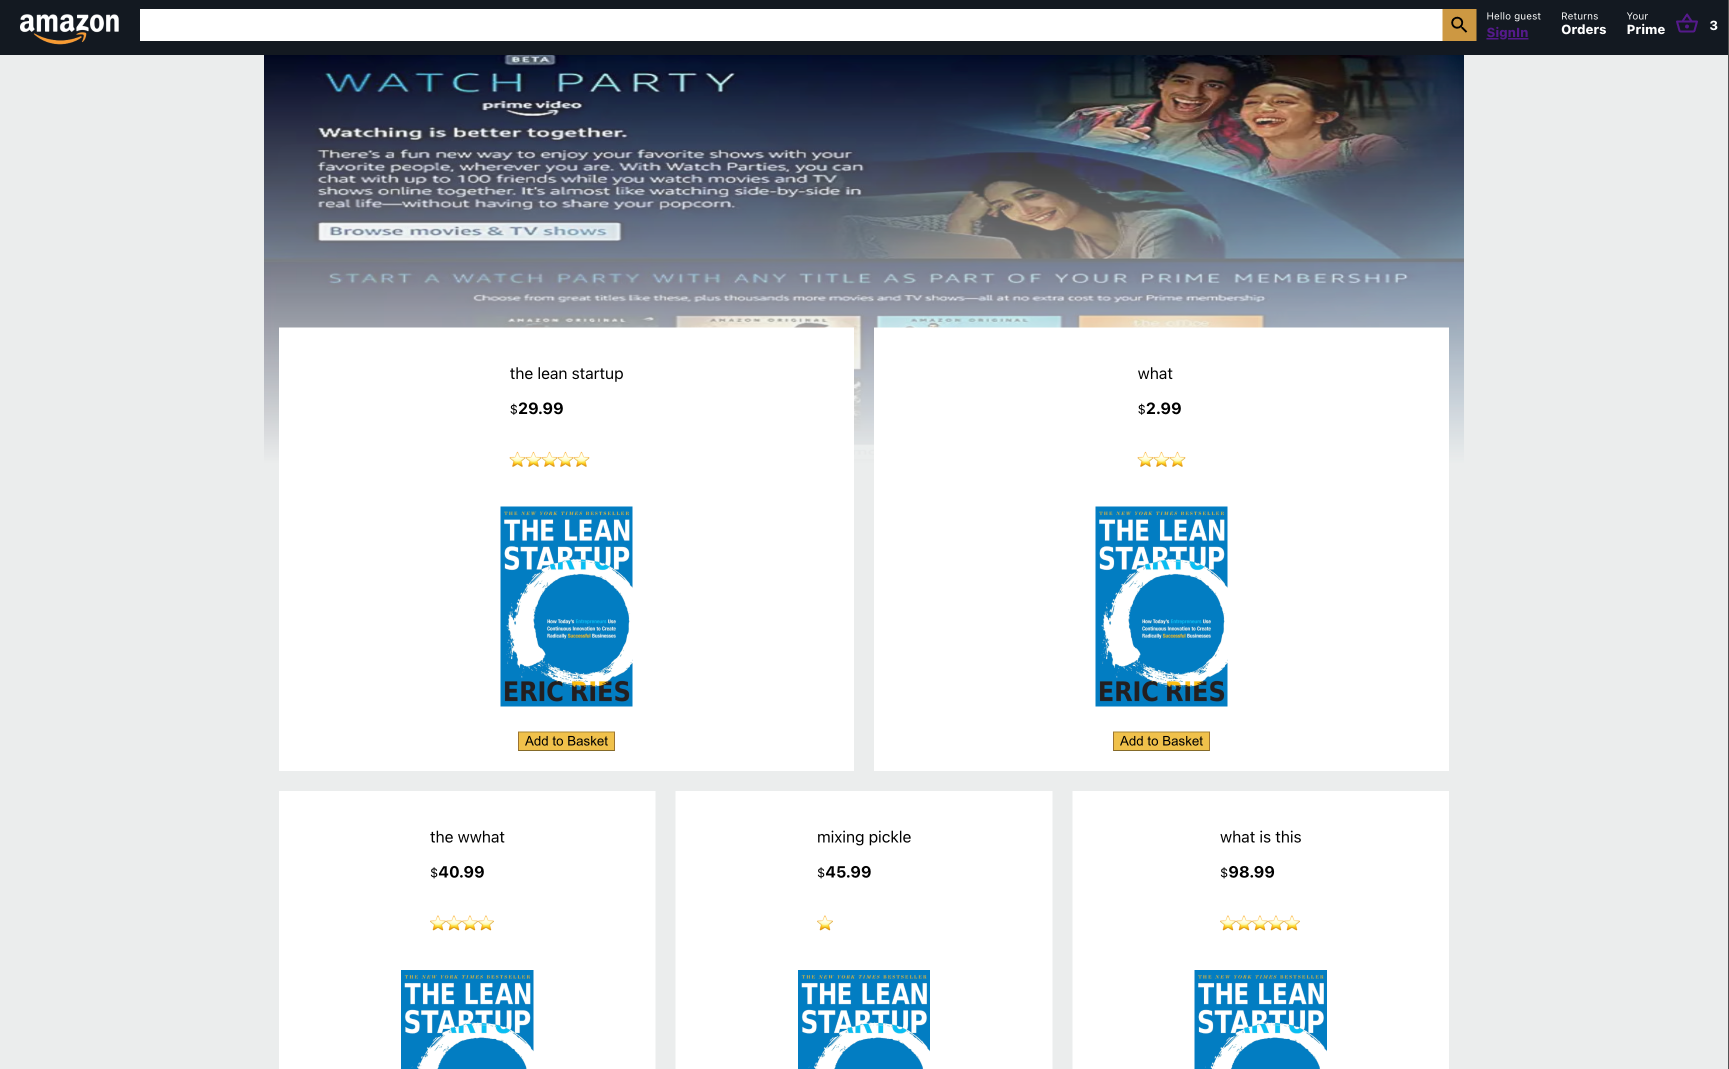 amazon
Hello guest
SignIn
Returns
Orders
Your
Prime
3
BETA
WATCH PARTY
prime video
Watching is better together.
There's a fun new way to enjoy your favorite shows with your
favorite people, wherever you are. With Watch Parties, you can
chat with up to 100 friends while you watch movies and TV
shows online together. It's almost like watching side-by-side in
real life—without having to share your popcorn.
Browse movies & TV shows
START A WATCH PARTY WITH ANY TITLE AS PART OF YOUR PRIME MEMBERSHIP
Choose from great titles like these, plus thousands more movies and TV shows—all at no extra cost to your Prime membership
AMAZON ORIGINAL
AMAZON ORIGINAL
AMAZON ORIGINAL
the office
the lean startup
$29.99
THE NEW YORK TIMES BESTSELLER
THE LEAN
STARTUP
How Today's Entrepreneurs Use
Continuous Innovation to Create
Radically Successful Businesses
ERIC RIES
Add to Basket
what
$2.99
THE NEW YORK TIMES BESTSELLER
THE LEAN
STARTUP
How Today's Entrepreneurs Use
Continuous Innovation to Create
Radically Successful Businesses
ERIC RIES
Add to Basket
the wwhat
$40.99
THE NEW YORK TIMES BESTSELLER
THE LEAN
STARTUP
mixing pickle
$45.99
THE NEW YORK TIMES BESTSELLER
THE LEAN
STARTUP
what is this
$98.99
THE NEW YORK TIMES BESTSELLER
THE LEAN
STARTUP